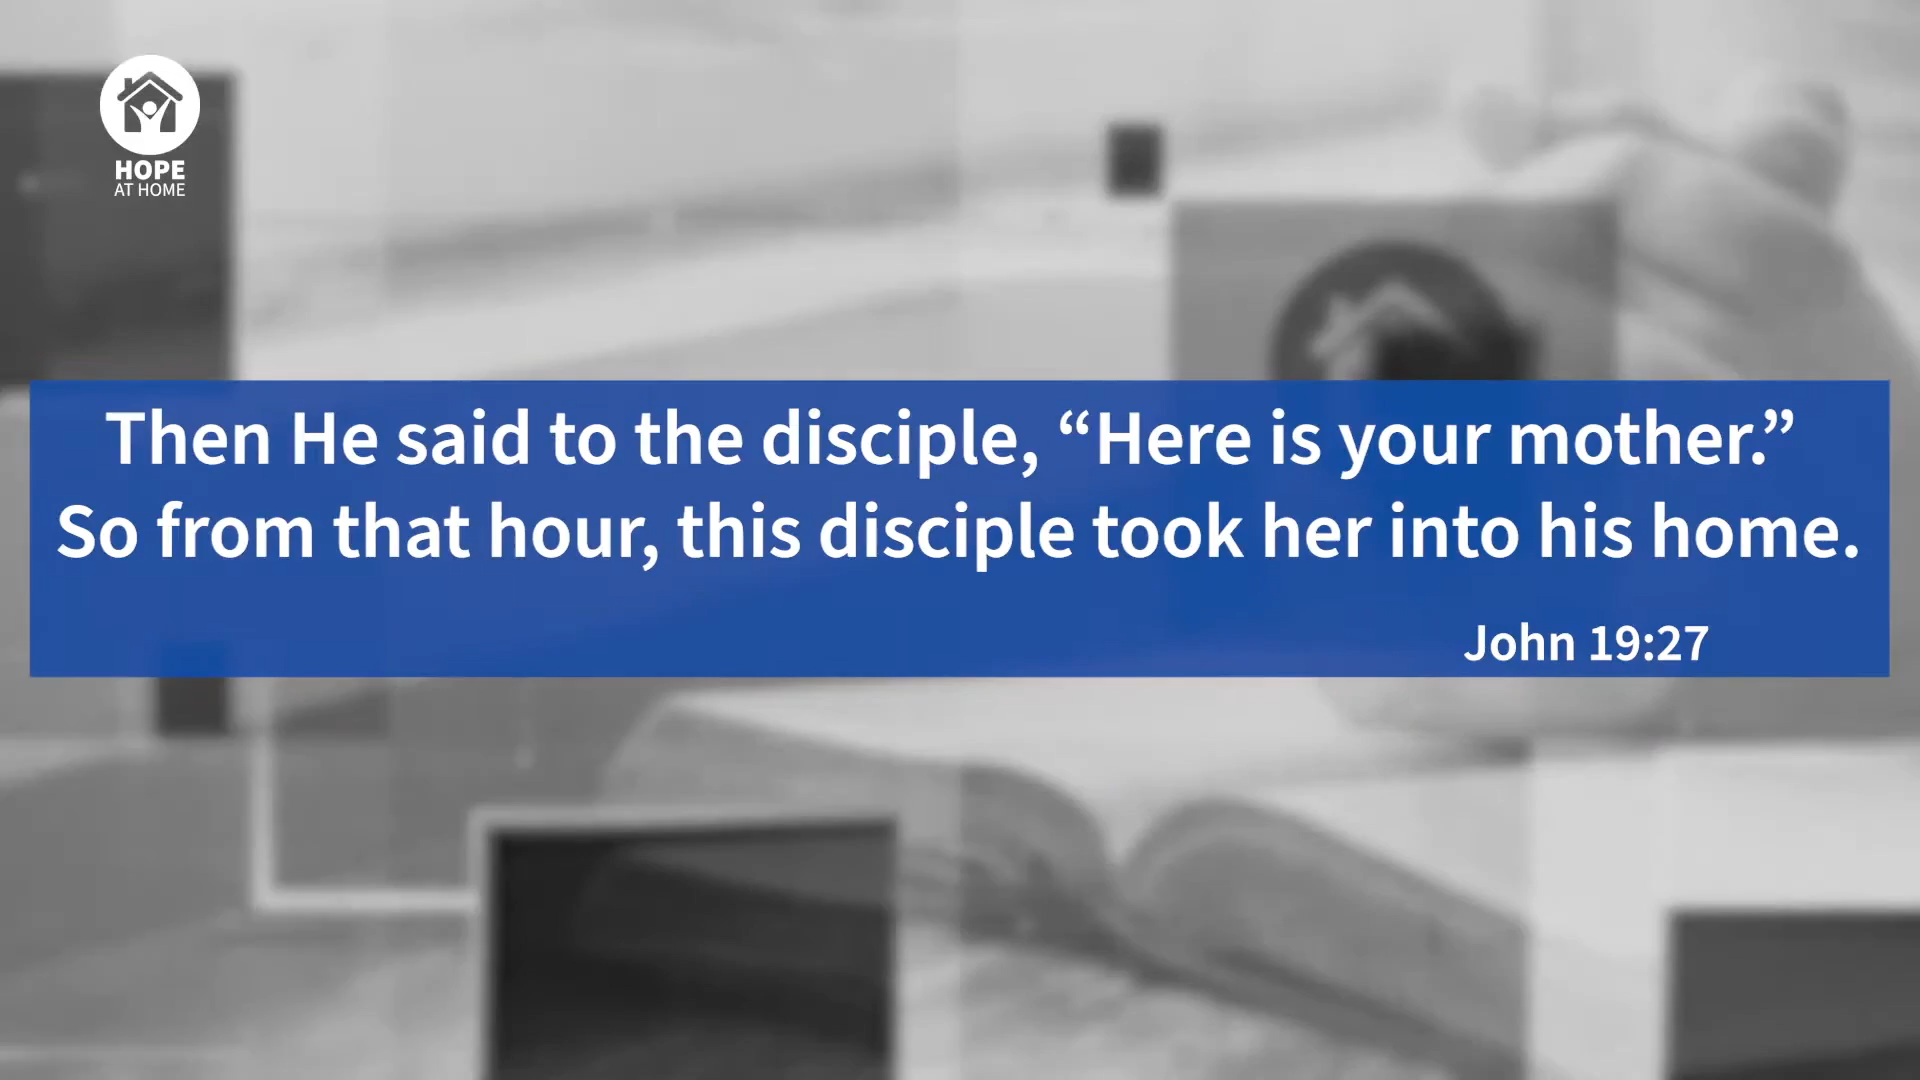 HOPE
AT HOME
Then He said to the disciple, “Here is your mother.”
So from that hour, this disciple took her into his home.
John 19:27